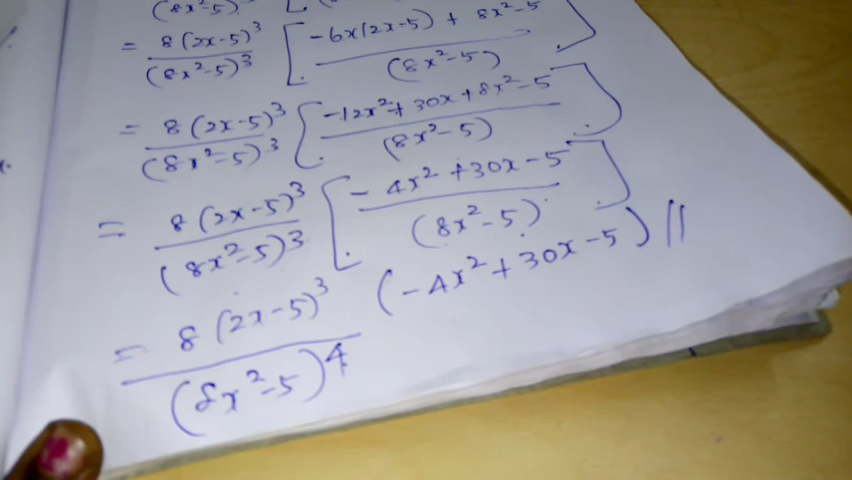 (8x²-5)
= 8(2x-5)³ / (8x²-5)³ [ -6x(2x-5) + 8x²-5 / (8x²-5) ]
= 8(2x-5)³ / (8x²-5)³ [ -12x²+30x+8x²-5 / (8x²-5) ]
= 8(2x-5)³ / (8x²-5)³ [ -4x²+30x-5 / (8x²-5) ]
= 8(2x-5)³ / (8x²-5)⁴ (-4x²+30x-5) //